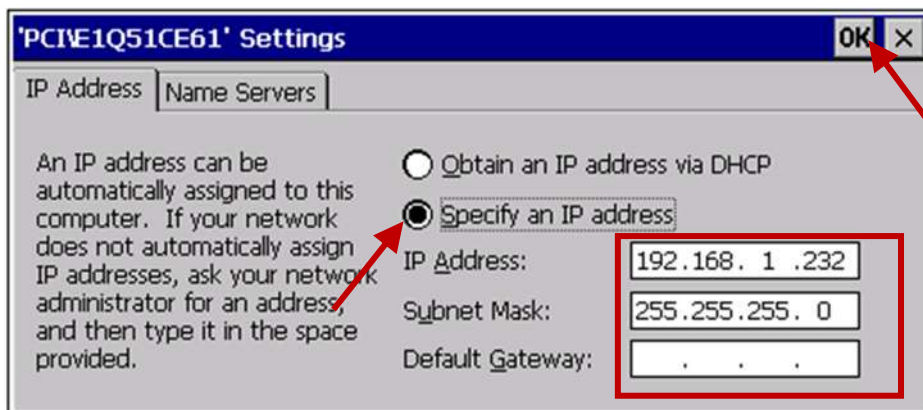 'PCI\E1Q51CE61' Settings
OK ×
IP Address Name Servers
An IP address can be
automatically assigned to this
computer. If your network
does not automatically assign
IP addresses, ask your network
administrator for an address,
and then type it in the space
provided.
Obtain an IP address via DHCP
Specify an IP address
IP Address: 192.168. 1 .232
Subnet Mask: 255.255.255. 0
Default Gateway: . . .